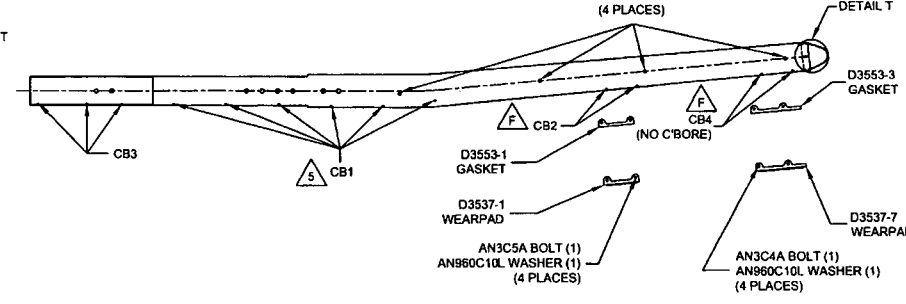 (4 PLACES)
DETAIL T
T
D3553-3
GASKET
F
CB2
F
CB4
(NO C'BORE)
CB3
5
CB1
D3553-1
GASKET
D3537-1
WEARPAD
D3537-7
WEARPA
AN3C5A BOLT (1)
AN960C10L WASHER (1)
(4 PLACES)
AN3C4A BOLT (1)
AN960C10L WASHER (1)
(4 PLACES)